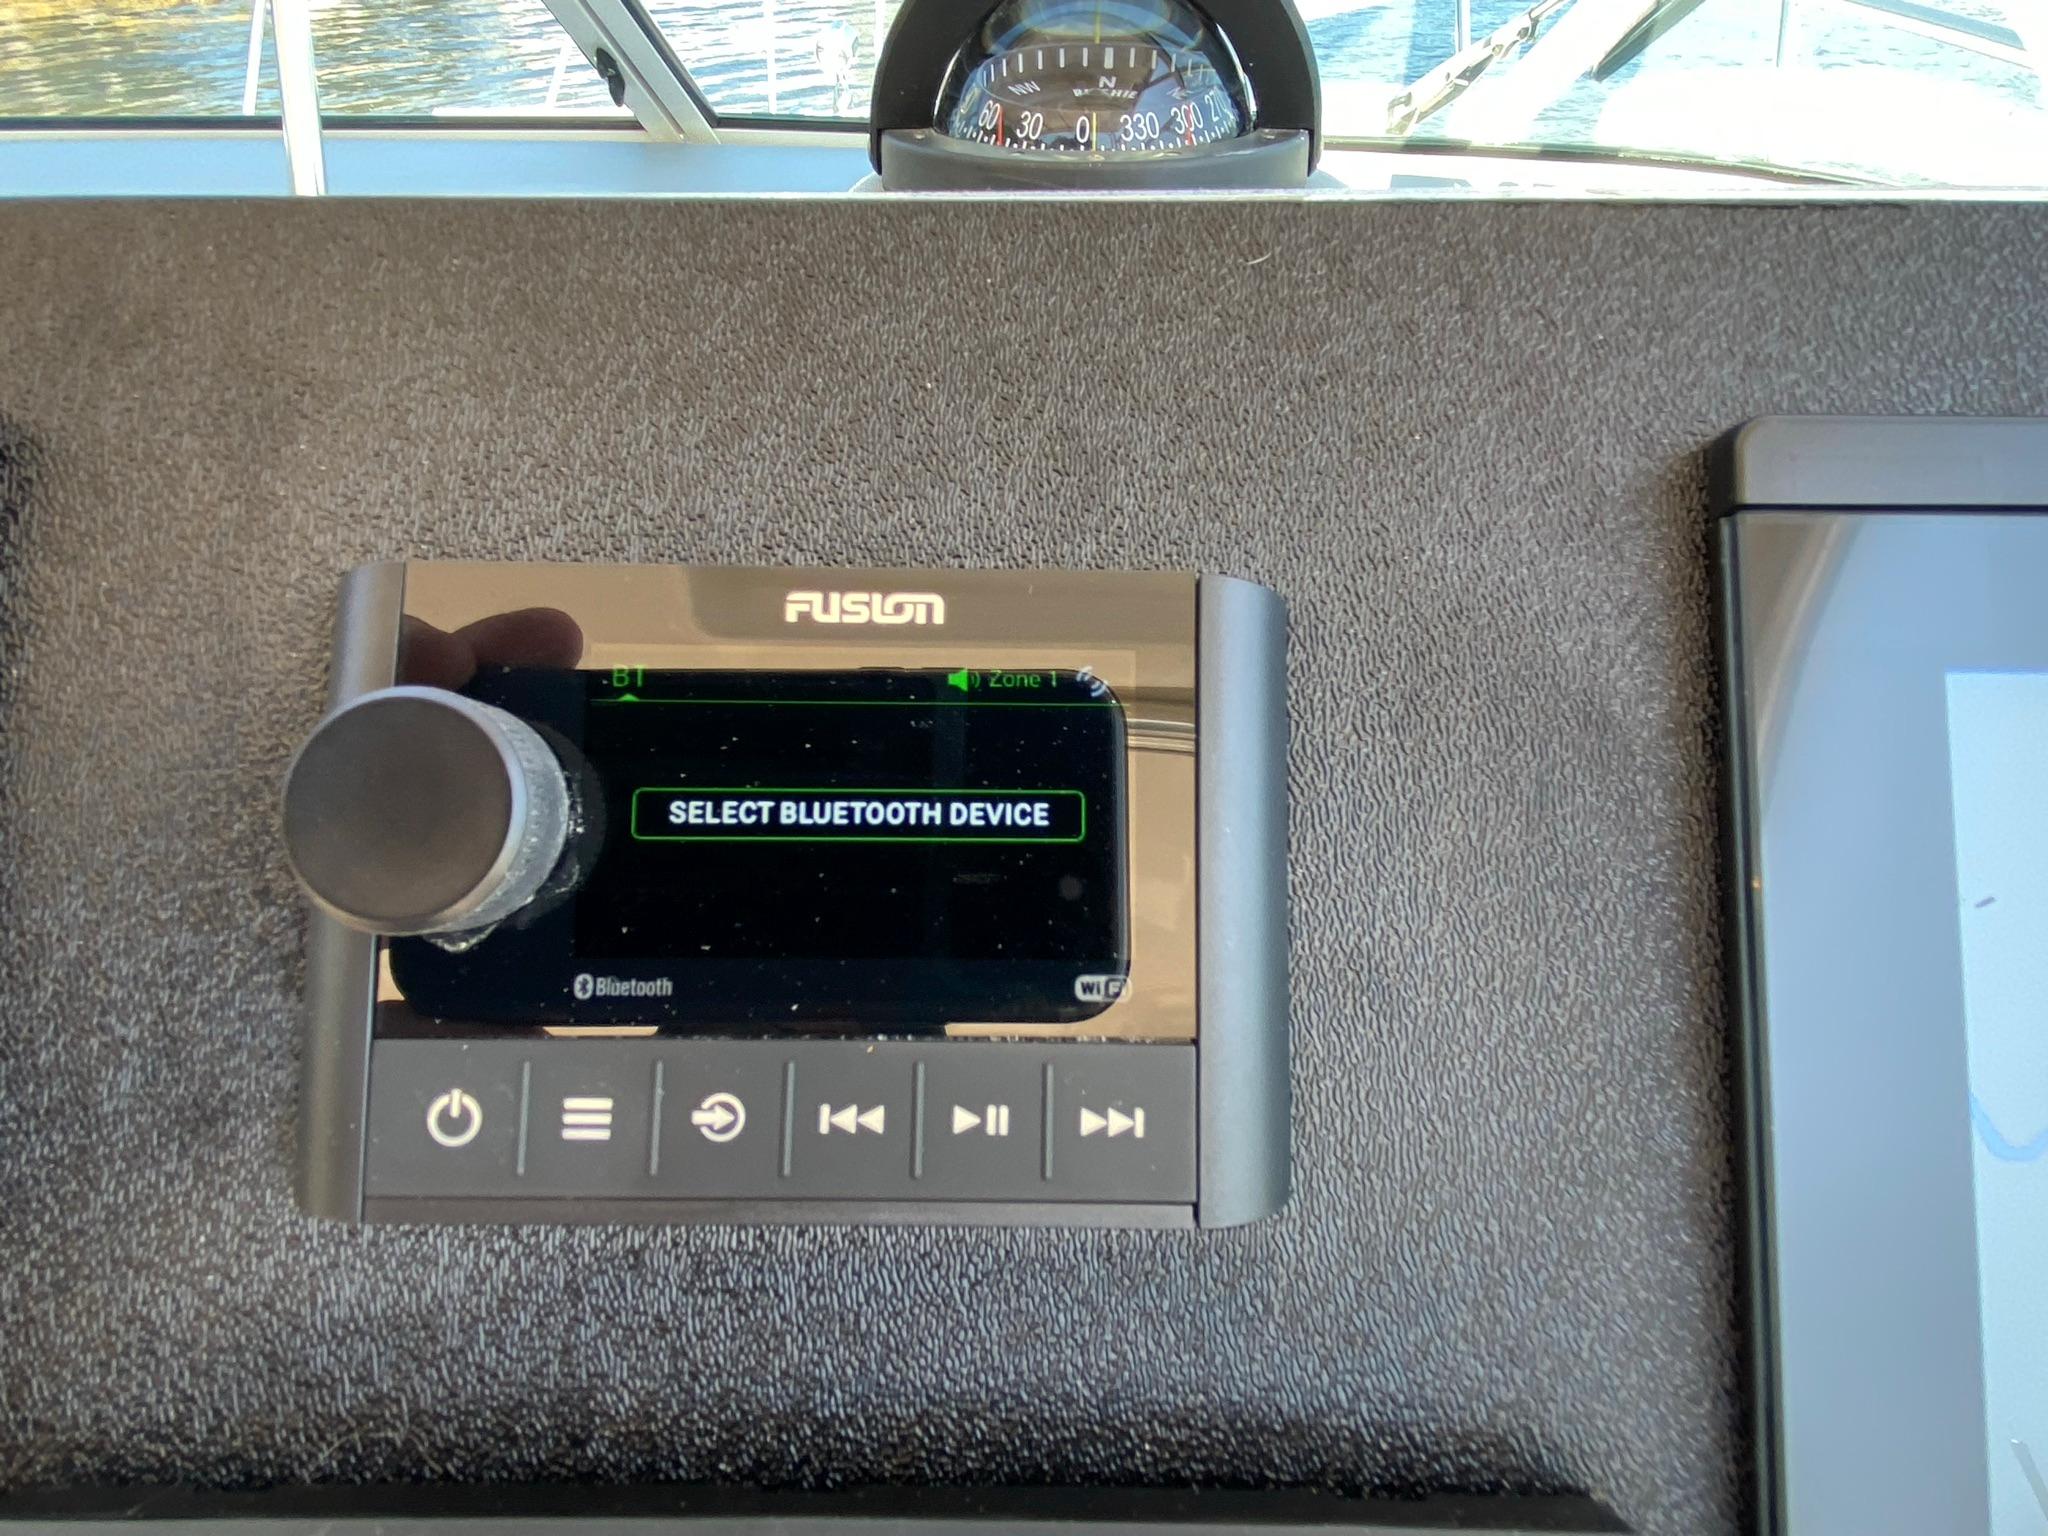 N
NW
60 30 0 330 300
FUSION
BT
Zone 1
SELECT BLUETOOTH DEVICE
Bluetooth
WiFi